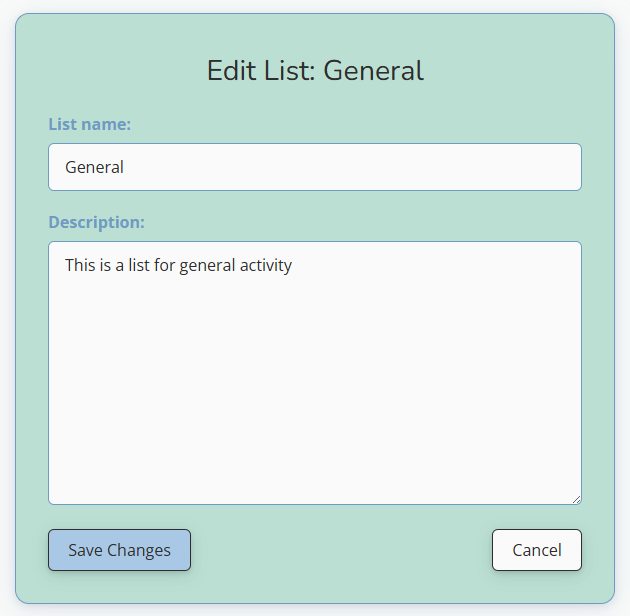 Edit List: General
List name:
General
Description:
This is a list for general activity
Save Changes
Cancel